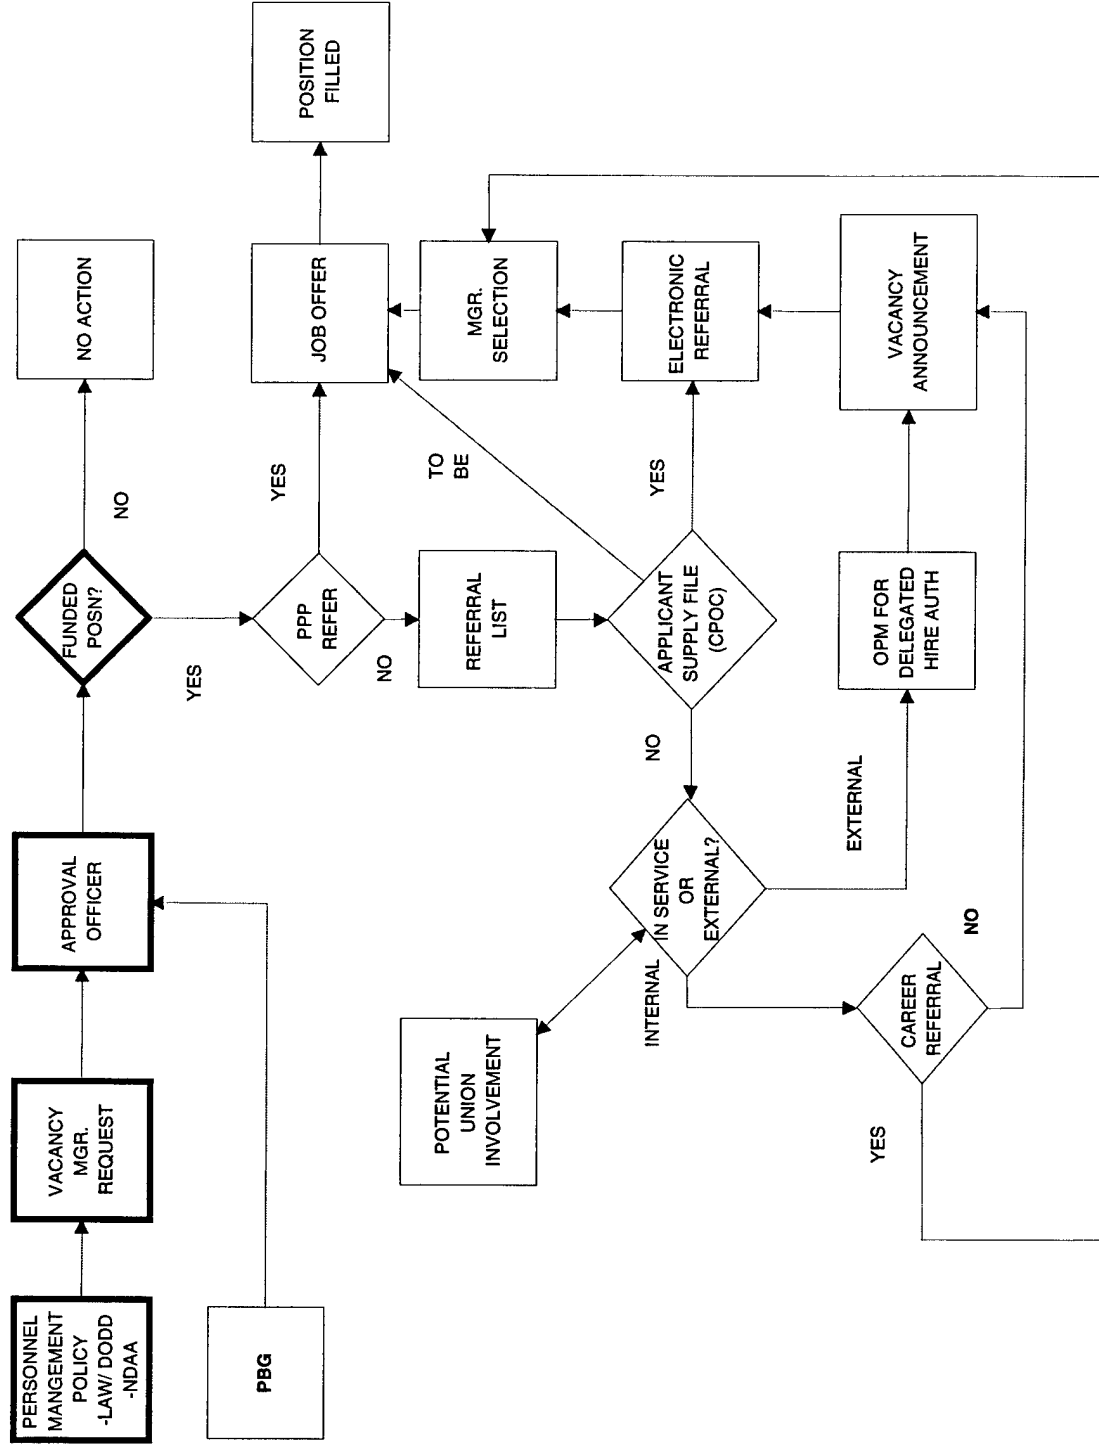 PERSONNEL
MANGEMENT
POLICY
-LAW/ DODD
-NDAA
VACANCY
MGR.
REQUEST
APPROVAL
OFFICER
FUNDED
POSN?
NO
NO ACTION
PBG
YES
PPP
REFER
YES
JOB OFFER
POSITION
FILLED
NO
REFERRAL
LIST
TO
BE
MGR.
SELECTION
POTENTIAL
UNION
INVOLVEMENT
INTERNAL
IN SERVICE
OR
EXTERNAL?
NO
APPLICANT
SUPPLY FILE
(CPOC)
YES
ELECTRONIC
REFERRAL
EXTERNAL
OPM FOR
DELEGATED
HIRE AUTH
VACANCY
ANNOUNCEMENT
YES
CAREER
REFERRAL
NO